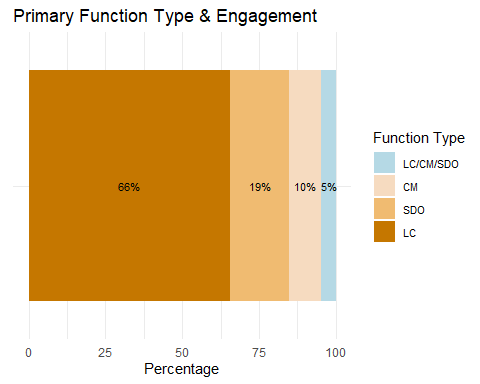 Primary Function Type & Engagement
66%
19%
10%
5%
Function Type
LC/CM/SDO
CM
SDO
LC
0
25
50
75
100
Percentage